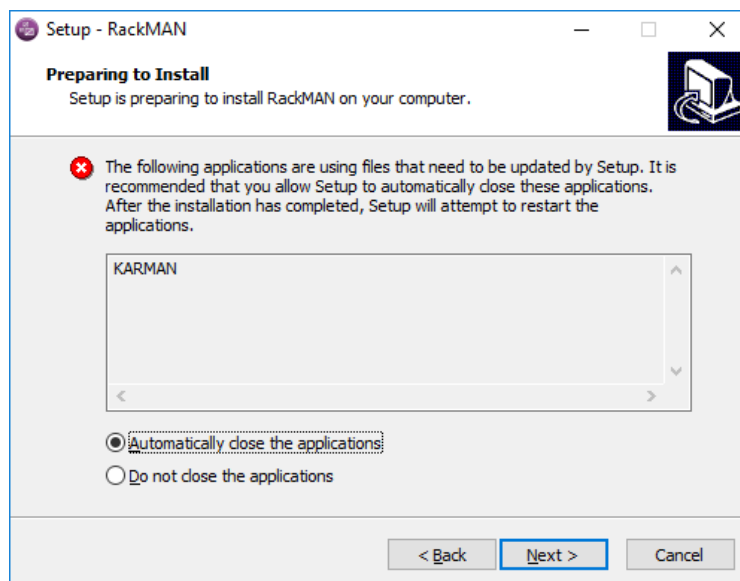 Setup - RackMAN
Preparing to Install
Setup is preparing to install RackMAN on your computer.
The following applications are using files that need to be updated by Setup. It is
recommended that you allow Setup to automatically close these applications.
After the installation has completed, Setup will attempt to restart the
applications.
KARMAN
Automatically close the applications
Do not close the applications
< Back
Next >
Cancel